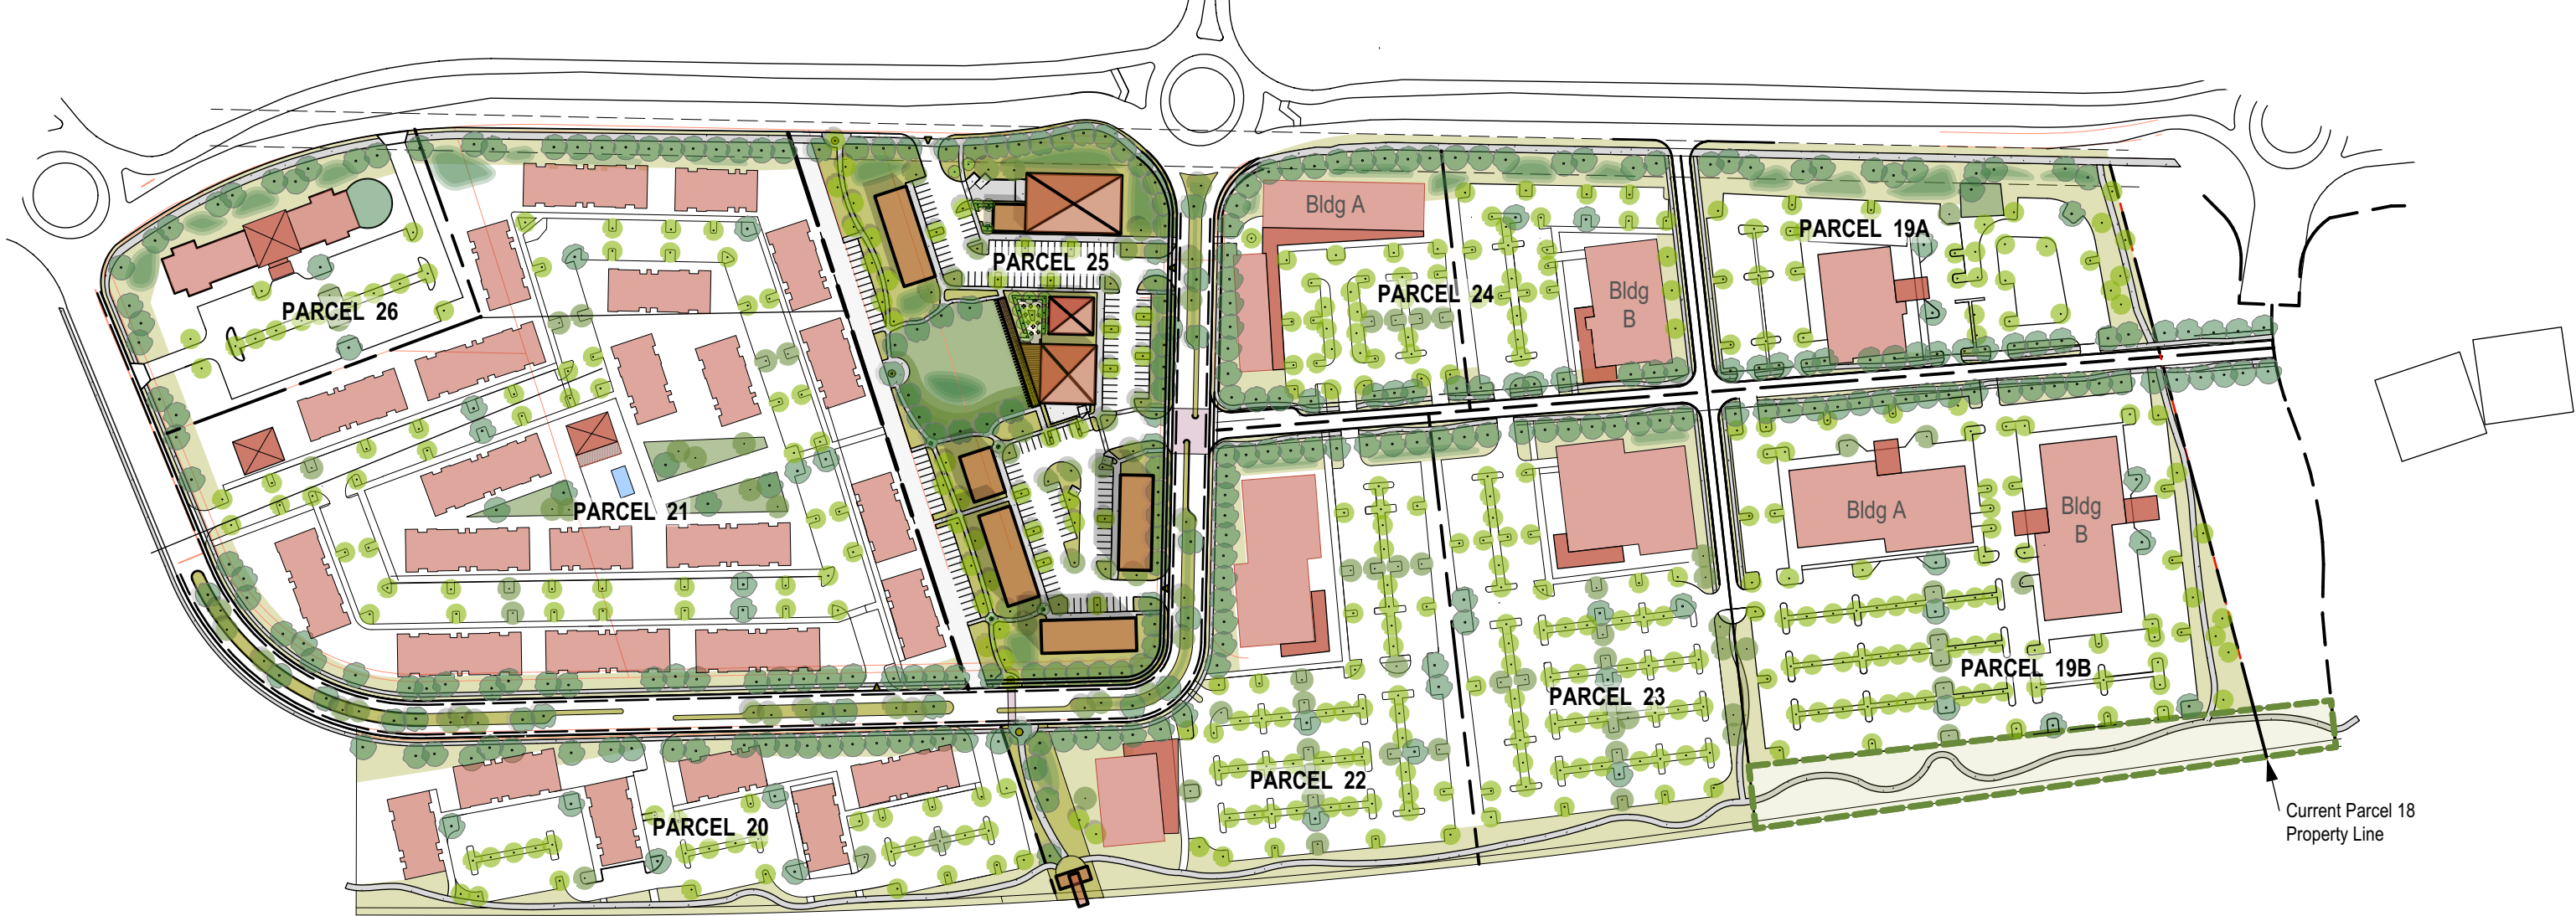 Bldg A
PARCEL 19A
PARCEL 25
PARCEL 24
Bldg
B
PARCEL 26
PARCEL 21
Bldg A
Bldg
B
PARCEL 19B
PARCEL 23
PARCEL 22
PARCEL 20
Current Parcel 18
Property Line